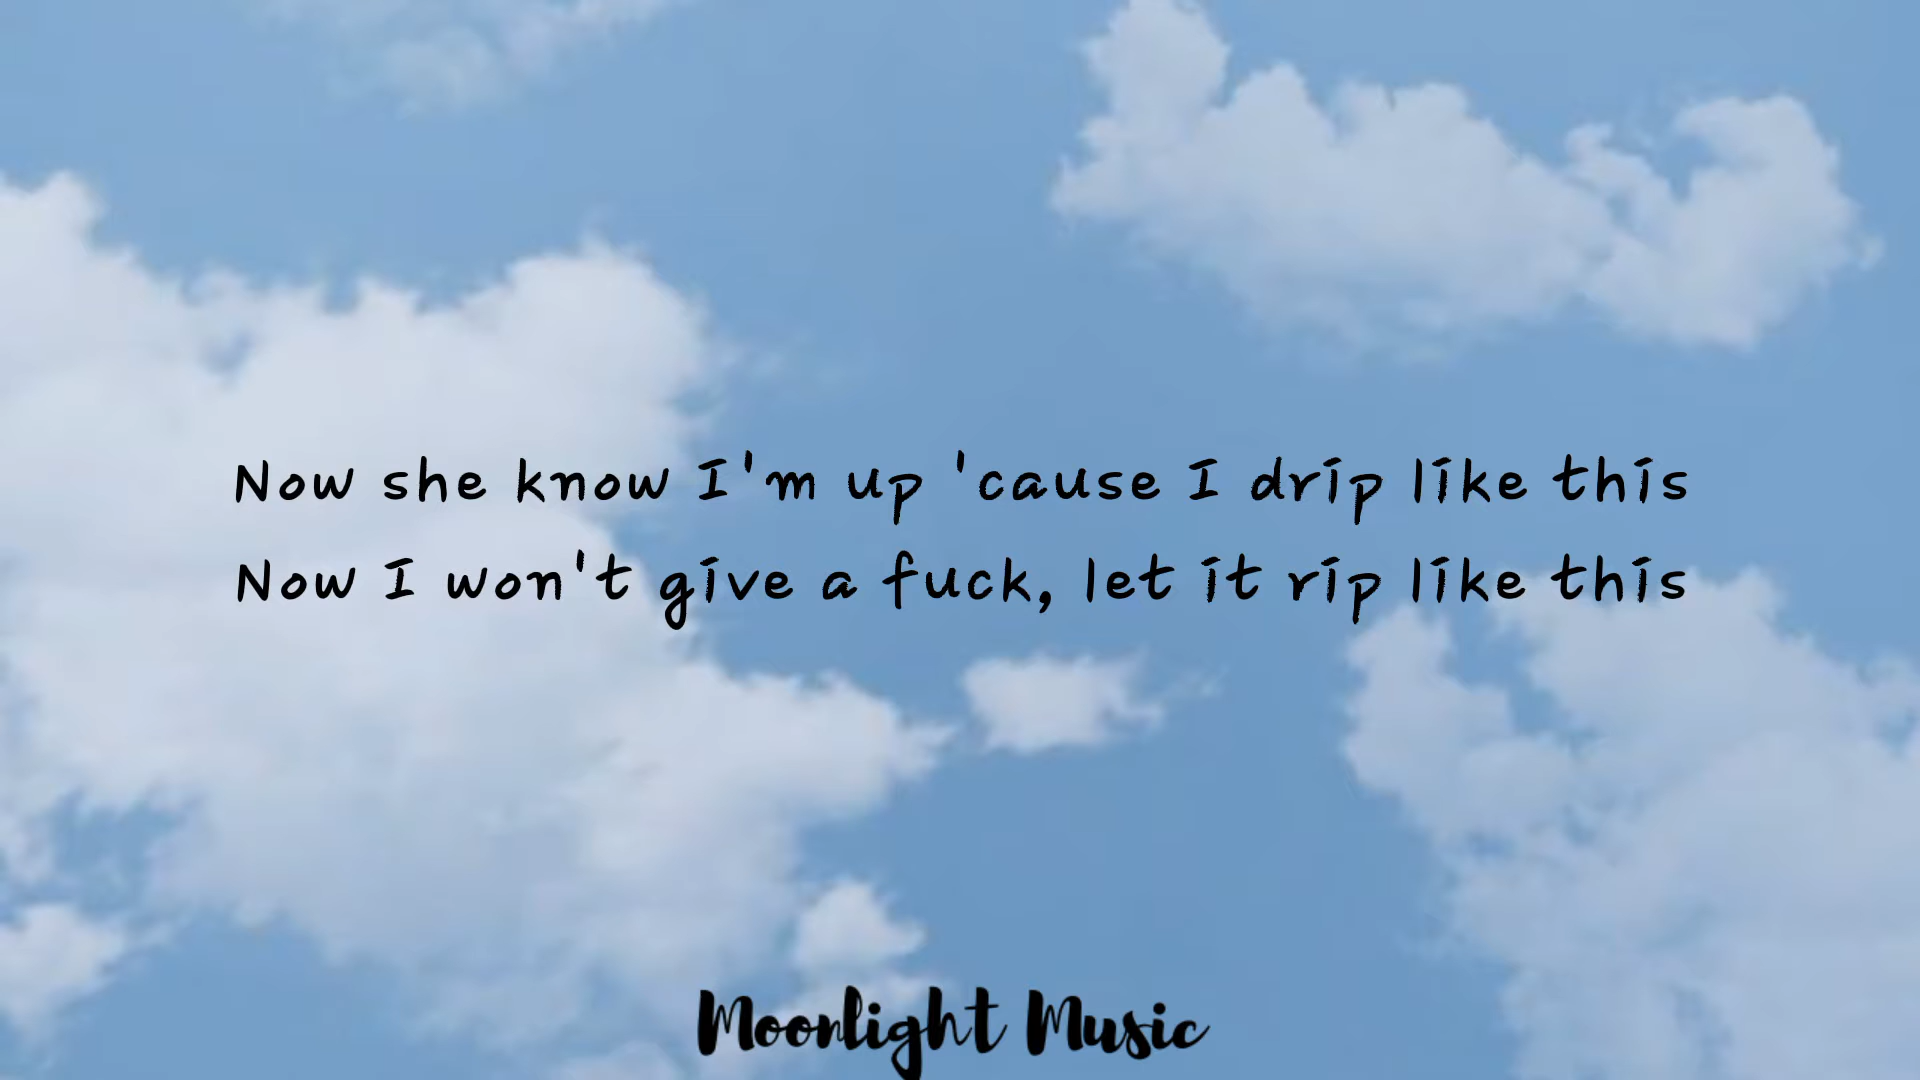 Now she know I'm up 'cause I drip like this
Now I won't give a fuck, let it rip like this
Moonlight Music